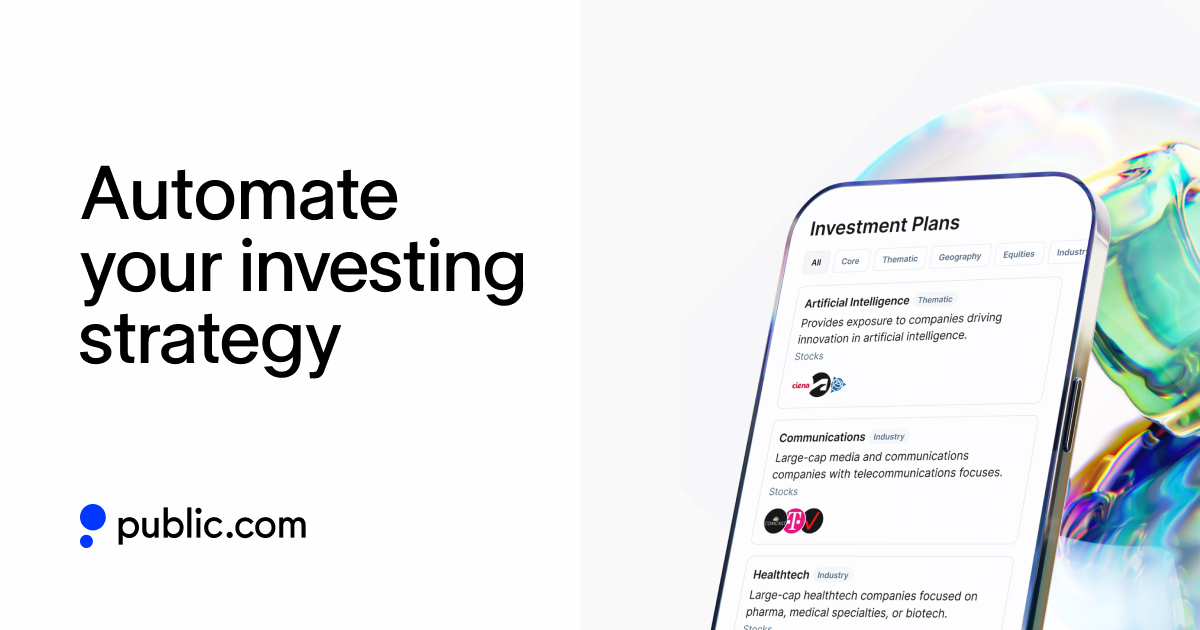 Automate
your investing
strategy
public.com
Investment Plans
All Core Thematic Geography Equities
Artificial Intelligence Thematic
Provides exposure to companies driving
innovation in artificial intelligence.
Stocks
ciena
Communications Industry
Large-cap media and communications
companies with telecommunications focuses.
Stocks
COMCAST T
Healthtech Industry
Large-cap healthtech companies focused on
pharma, medical specialties, or biotech.
Stocks